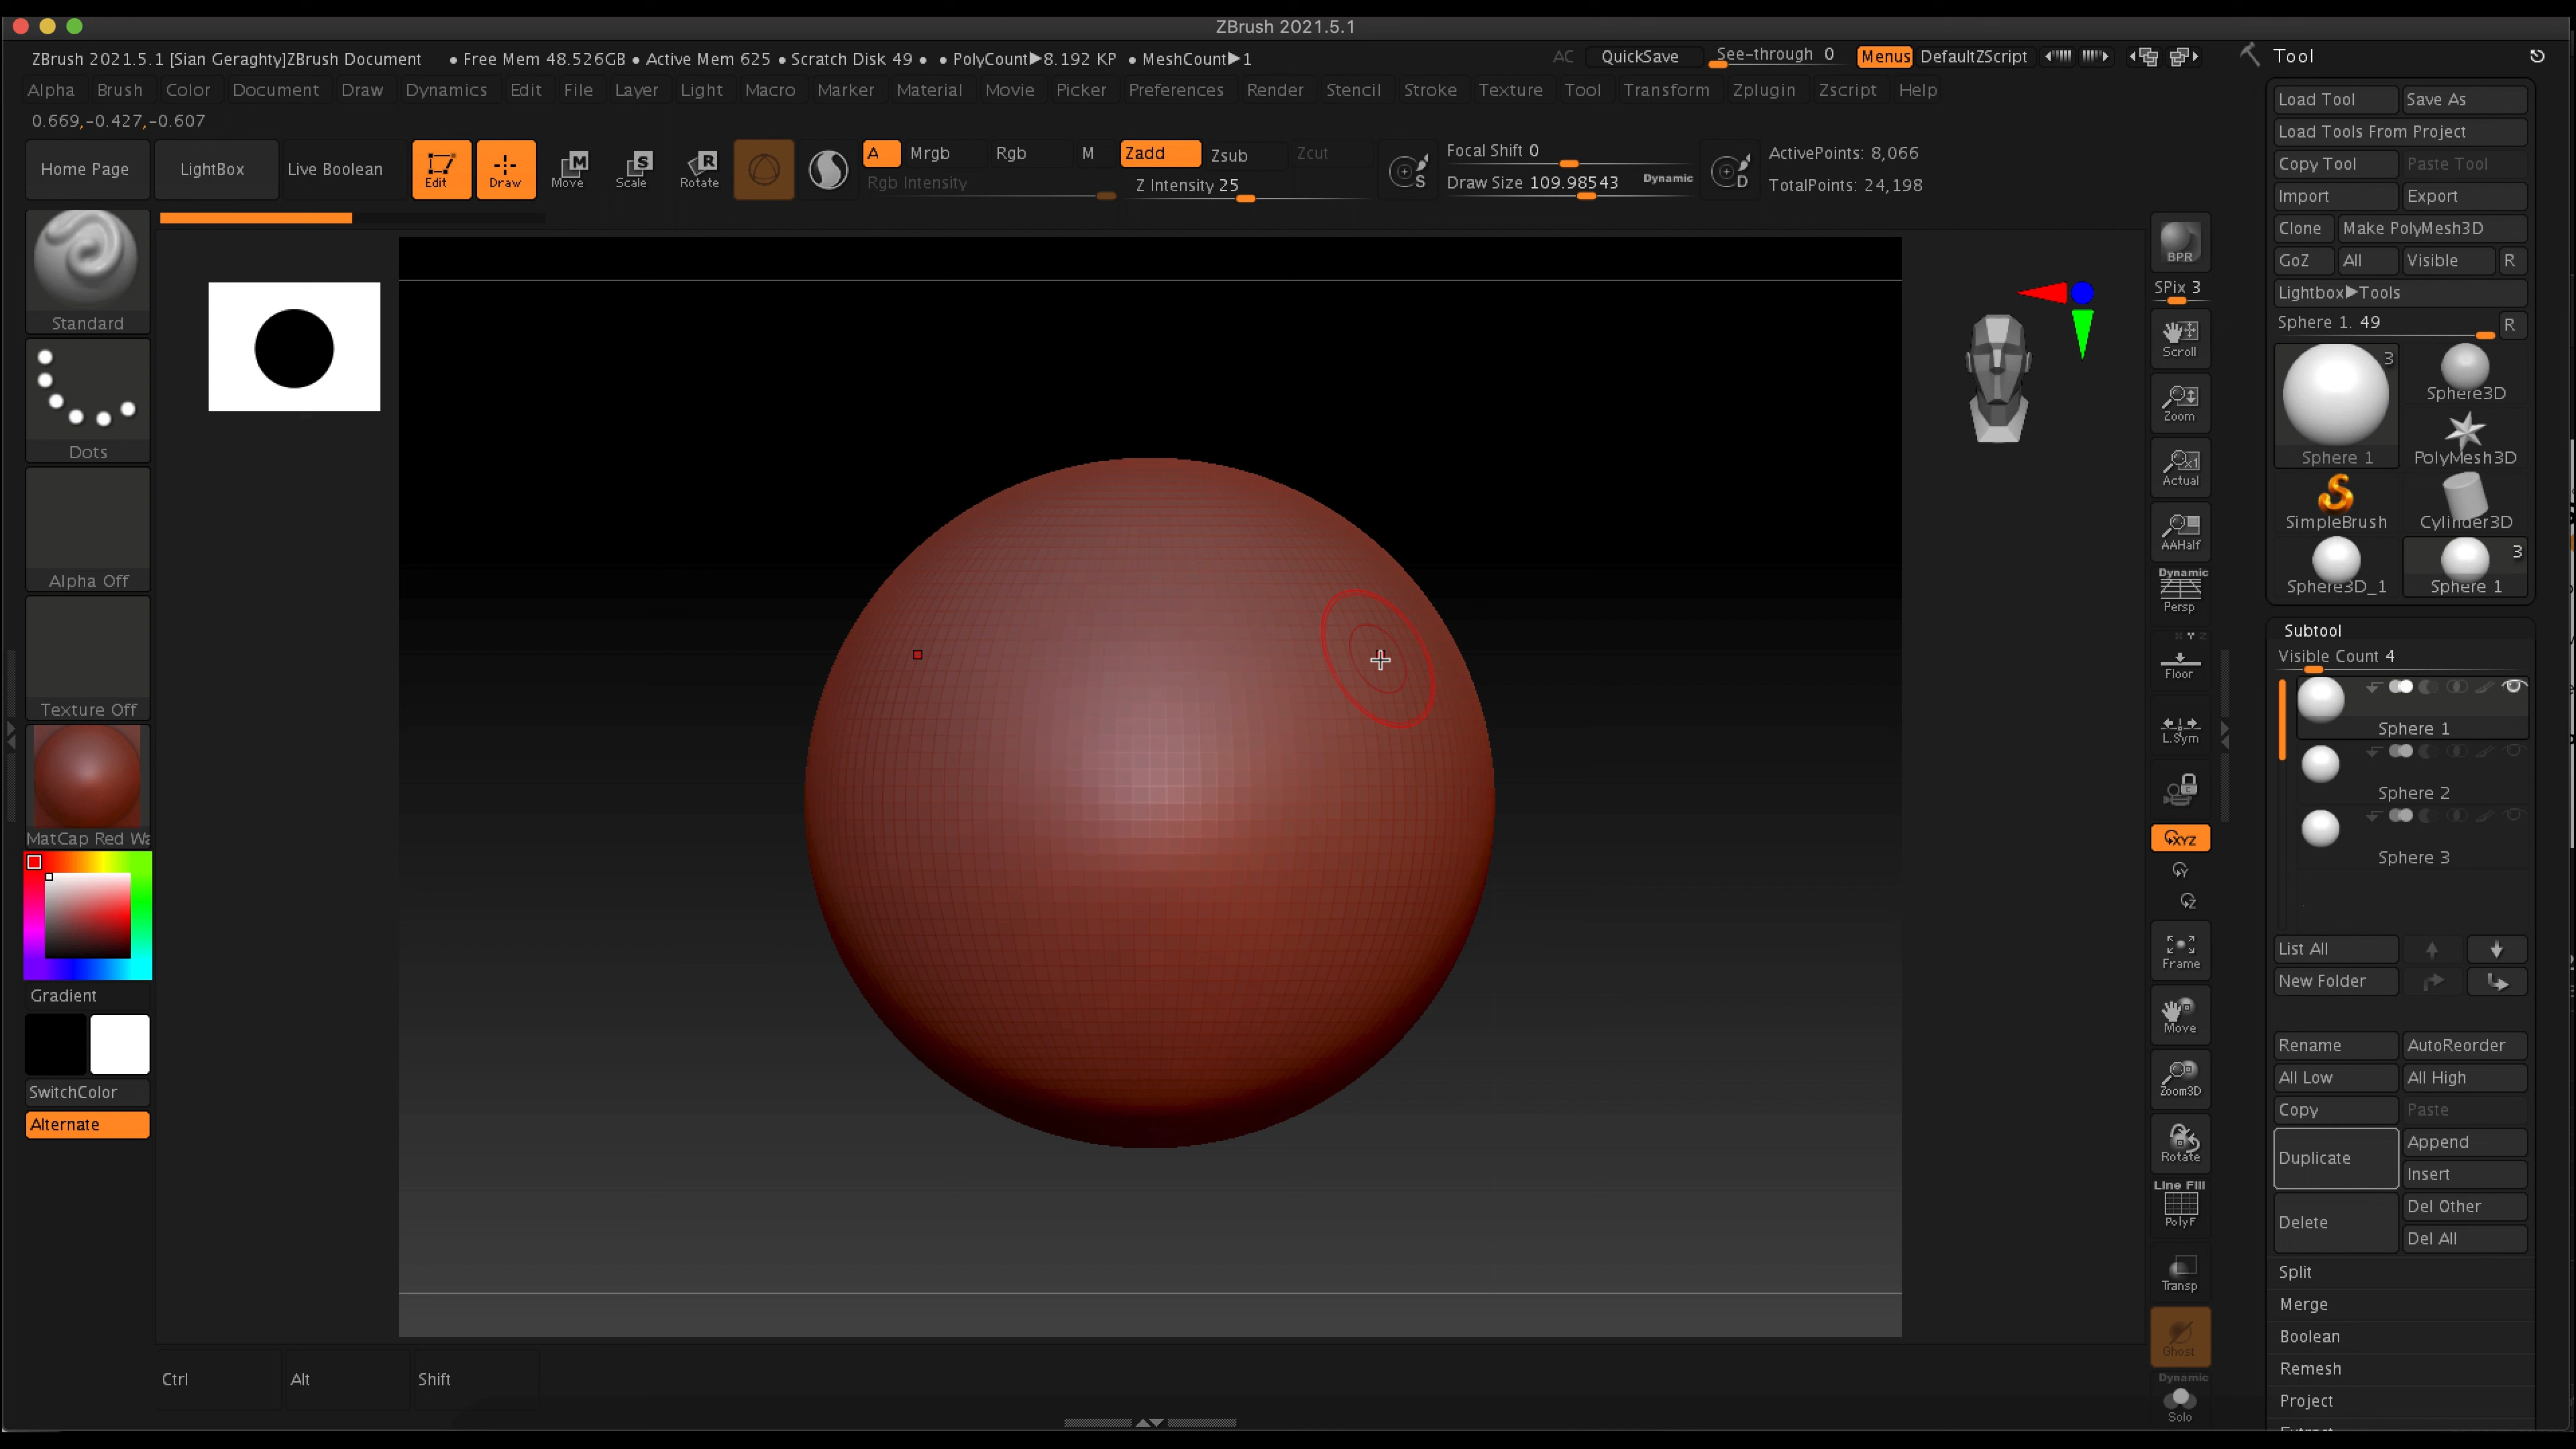 ZBrush 2021.5.1
ZBrush 2021.5.1 [Sian Geraghty]ZBrush Document • Free Mem 48.526GB • Active Mem 625 • Scratch Disk 49 • • PolyCount▶8.192 KP • MeshCount▶1
AC QuickSave See-through 0 Menus DefaultZScript
Tool
Alpha Brush Color Document Draw Dynamics Edit File Layer Light Macro Marker Material Movie Picker Preferences Render Stencil Stroke Texture Tool Transform Zplugin Zscript Help
0.669,-0.427,-0.607
Home Page LightBox Live Boolean Edit Draw Move Scale Rotate
M S R
A Mrgb Rgb M Zadd Zsub Zcut
Rgb Intensity Z Intensity 25
S Focal Shift 0
Draw Size 109.98543 Dynamic D
ActivePoints: 8,066
TotalPoints: 24,198
Standard
Dots
Alpha Off
Texture Off
MatCap Red Wa
Gradient
SwitchColor
Alternate
Ctrl Alt Shift
BPR
SPix 3
Scroll
Zoom
x1
Actual
AAHalf
Dynamic
Persp
X Y Z
Floor
L.Sym
XYZ
Y
Z
Frame
Move
Zoom3D
Rotate
Line Fill
PolyF
Transp
Ghost
Dynamic
Solo
Load Tool Save As
Load Tools From Project
Copy Tool Paste Tool
Import Export
Clone Make PolyMesh3D
GoZ All Visible R
Lightbox▶Tools
Sphere 1. 49 R
3
Sphere 1 Sphere3D
PolyMesh3D
SimpleBrush Cylinder3D
3
Sphere3D_1 Sphere 1
Subtool
Visible Count 4
Sphere 1
Sphere 2
Sphere 3
List All
New Folder
Rename AutoReorder
All Low All High
Copy Paste
Duplicate Append
Insert
Delete Del Other
Del All
Split
Merge
Boolean
Remesh
Project